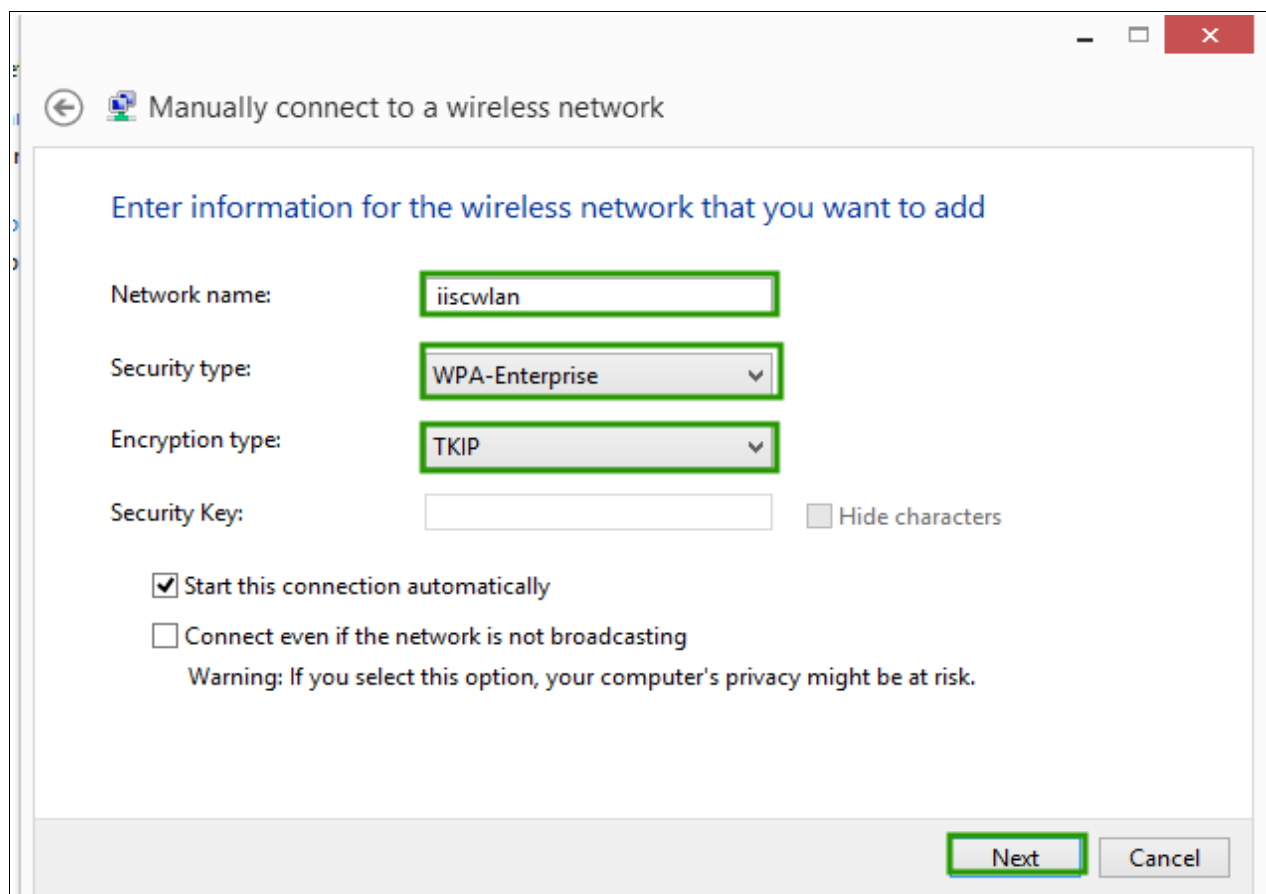 Manually connect to a wireless network
Enter information for the wireless network that you want to add
Network name: iiscwlan
Security type: WPA-Enterprise
Encryption type: TKIP
Security Key: Hide characters
Start this connection automatically
Connect even if the network is not broadcasting
Warning: If you select this option, your computer's privacy might be at risk.
Next Cancel